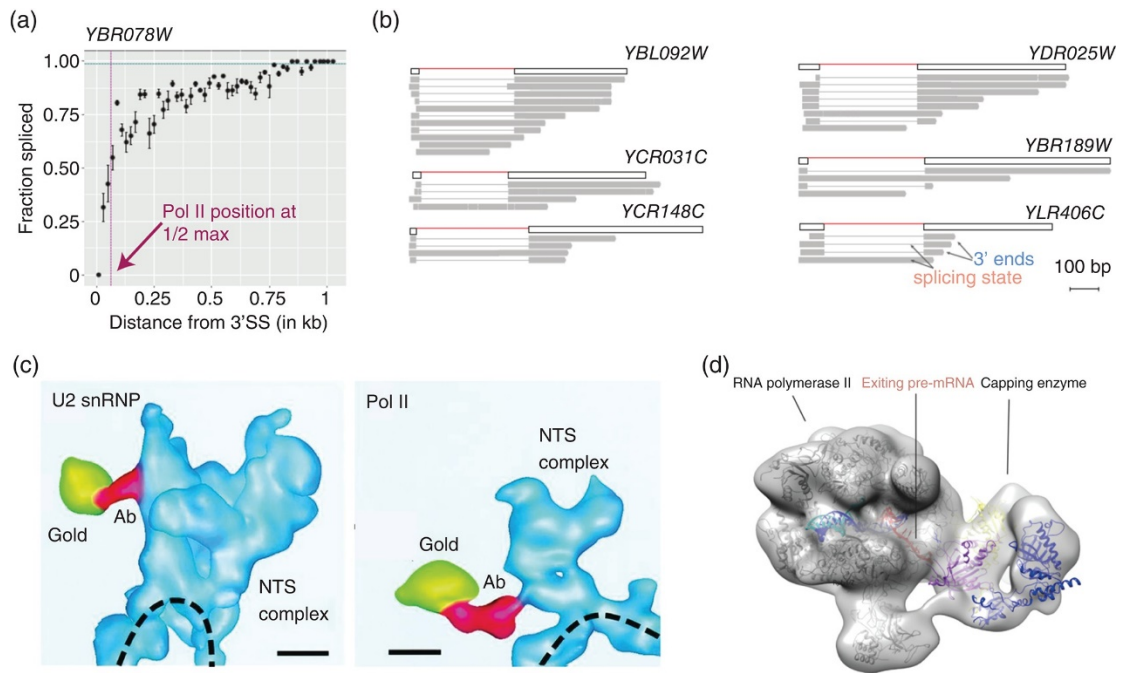 (a)
YBR078W
1.00
0.75
0.50
0.25
0
Fraction spliced
Pol II position at
1/2 max
0
0.25
0.50
0.75
1
Distance from 3'SS (in kb)
(b)
YBL092W
YCR031C
YCR148C
YDR025W
YBR189W
YLR406C
3' ends
splicing state
100 bp
(c)
U2 snRNP
Gold
Ab
NTS
complex
Pol II
NTS
complex
Gold
Ab
(d)
RNA polymerase II Exiting pre-mRNA Capping enzyme